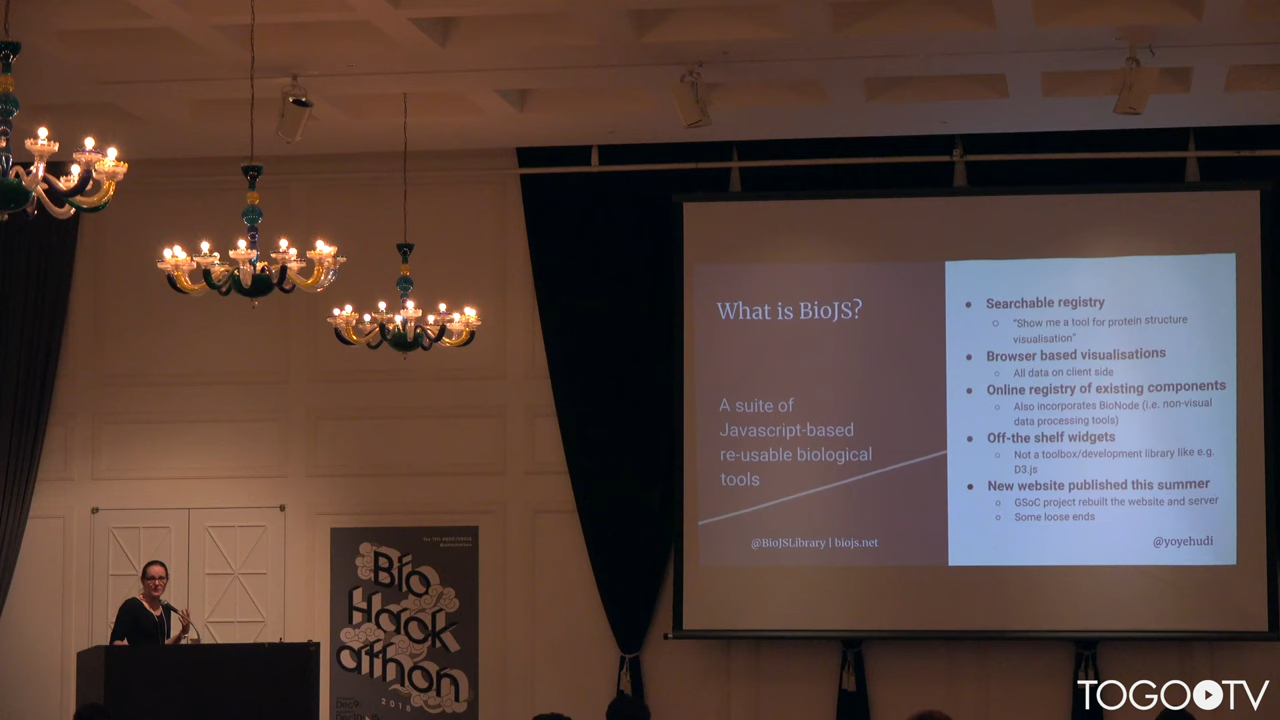 What is BioJS?
A suite of
Javascript-based
re-usable biological
tools
@BioJSLibrary | biojs.net
● Searchable registry
○ "Show me a tool for protein structure
visualisation"
● Browser based visualisations
○ All data on client side
● Online registry of existing components
○ Also incorporates BioNode (i.e. non-visual
data processing tools)
● Off-the shelf widgets
○ Not a toolbox/development library like e.g.
D3.js
● New website published this summer
○ GSoC project rebuilt the website and server
○ Some loose ends
@yoyehudi
Bio
Hack
athon
2018
Dec9
TOGOTV